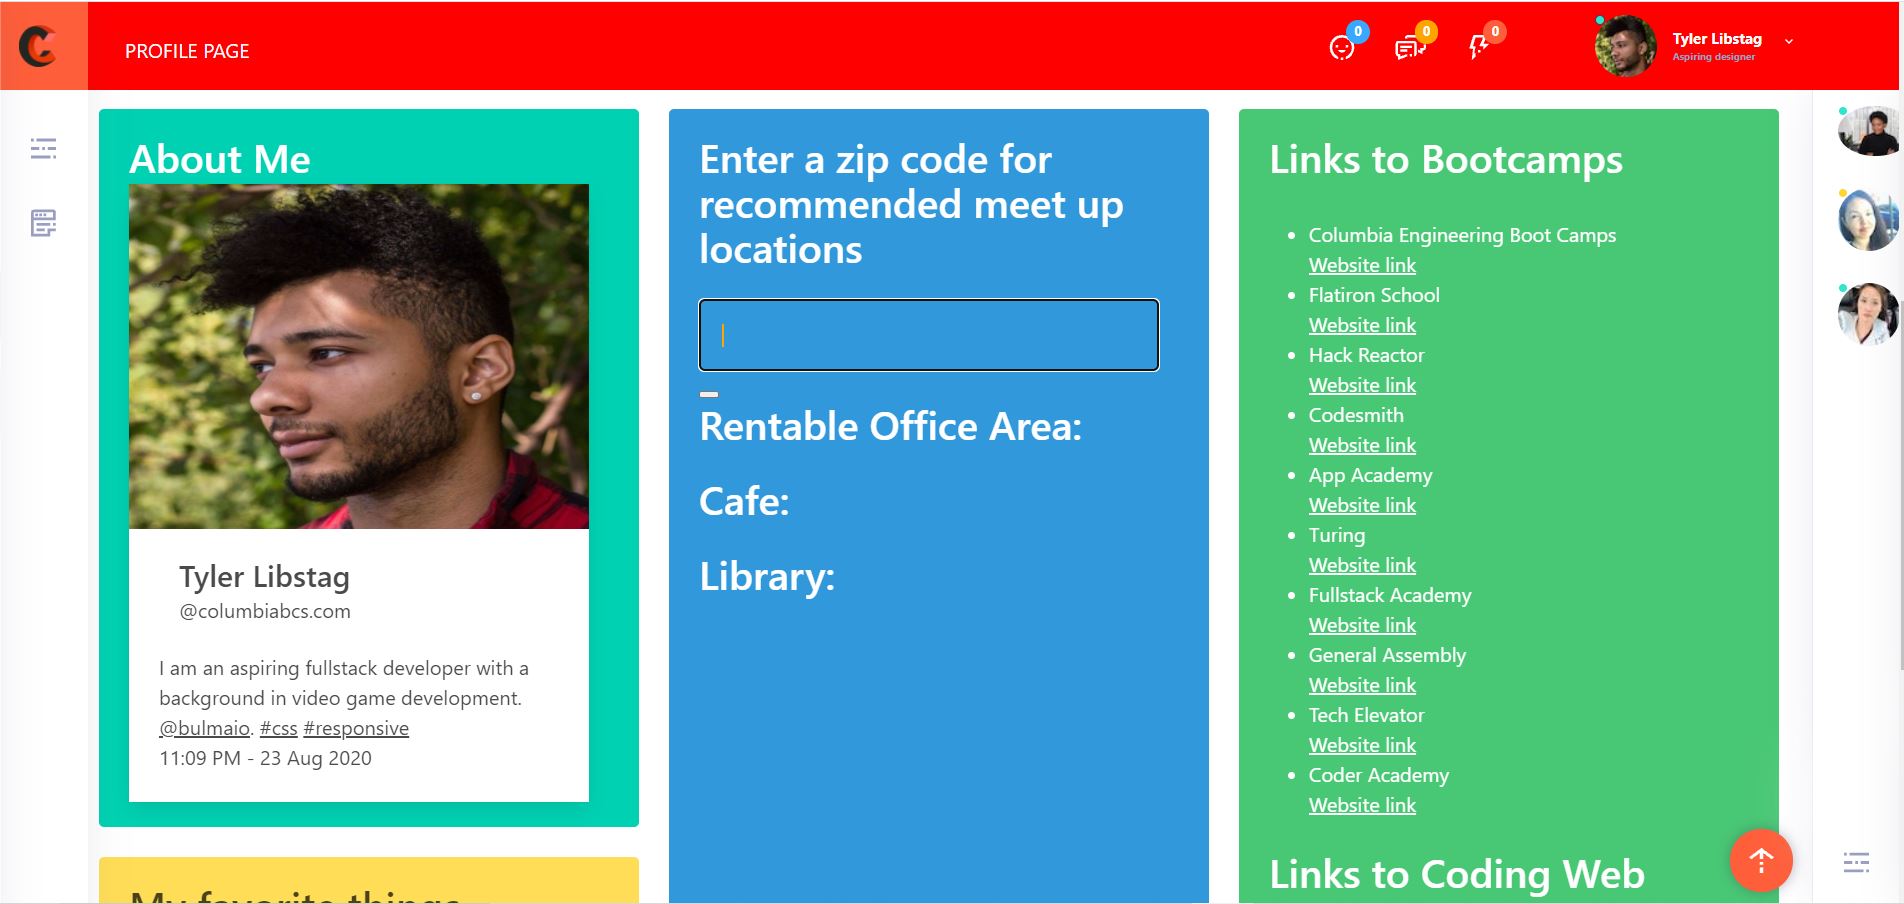 PROFILE PAGE
0
0
0
Tyler Libstag
Aspiring designer
About Me
Tyler Libstag
@columbiabcs.com
I am an aspiring fullstack developer with a
background in video game development.
@bulmaio. #css #responsive
11:09 PM - 23 Aug 2020
My favorite things
Enter a zip code for
recommended meet up
locations
Rentable Office Area:
Cafe:
Library:
Links to Bootcamps
Columbia Engineering Boot Camps
Website link
Flatiron School
Website link
Hack Reactor
Website link
Codesmith
Website link
App Academy
Website link
Turing
Website link
Fullstack Academy
Website link
General Assembly
Website link
Tech Elevator
Website link
Coder Academy
Website link
Links to Coding Web